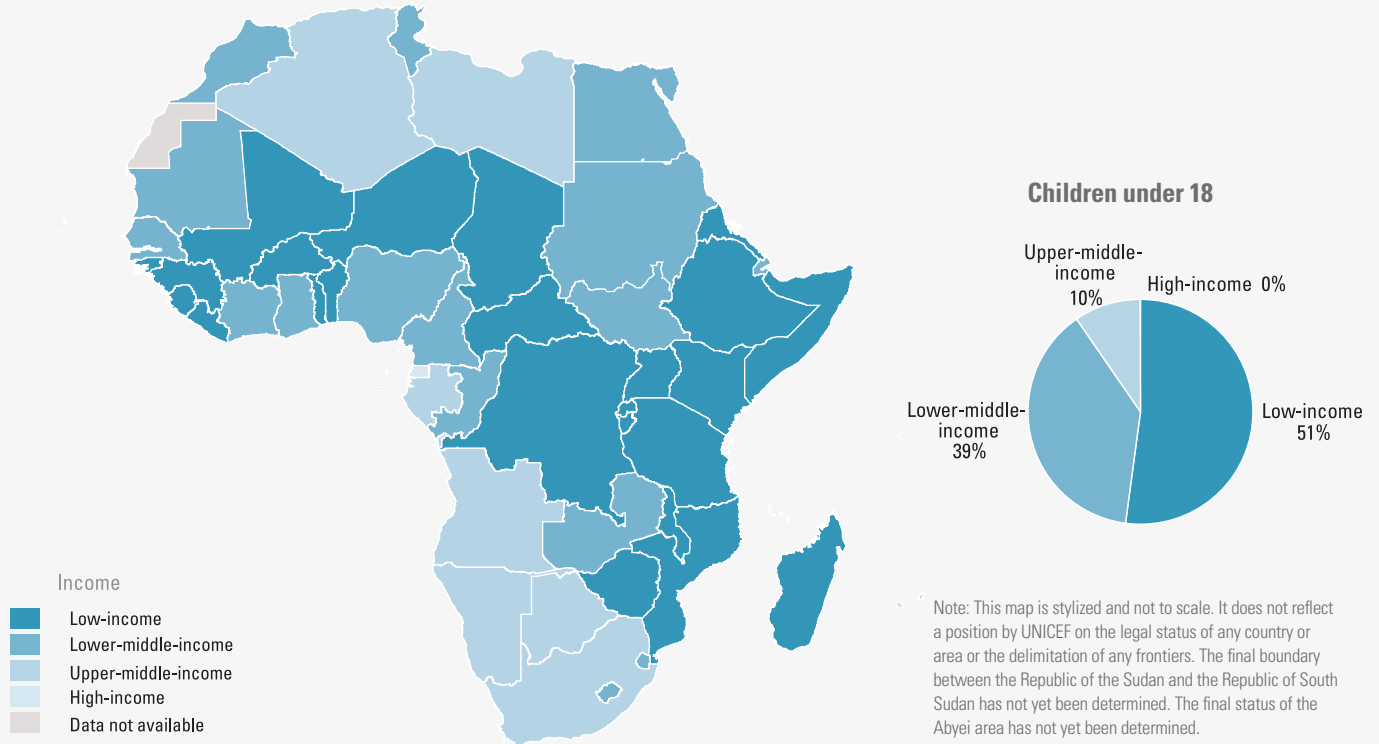 Children under 18
Upper-middle-
income
10%
High-income 0%
Lower-middle-
income
39%
Low-income
51%
Income
Low-income
Lower-middle-income
Upper-middle-income
High-income
Data not available
Note: This map is stylized and not to scale. It does not reflect
a position by UNICEF on the legal status of any country or
area or the delimitation of any frontiers. The final boundary
between the Republic of the Sudan and the Republic of South
Sudan has not yet been determined. The final status of the
Abyei area has not yet been determined.